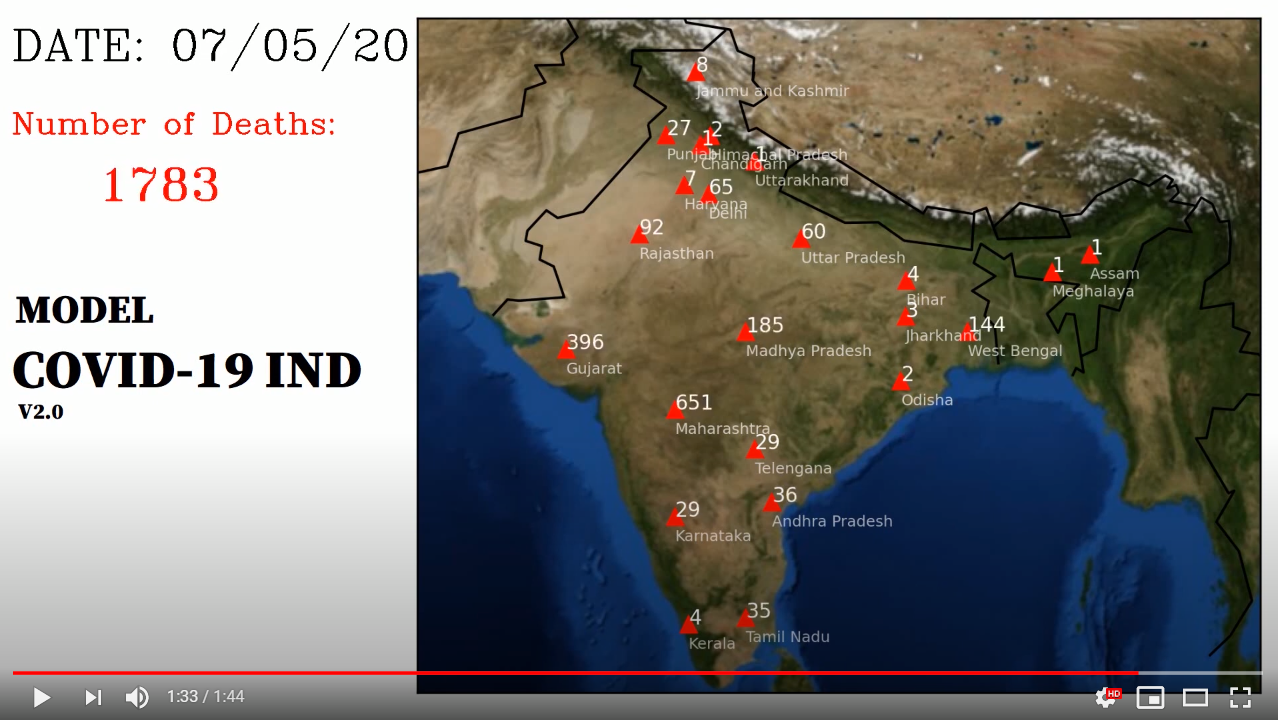 DATE: 07/05/20
Number of Deaths:
1783
MODEL
COVID-19 IND
V2.0
8
Jammu and Kashmir
27
Punjab
2
Himachal Pradesh
1
Chandigarh
1
Uttarakhand
7
Haryana
65
Delhi
92
Rajasthan
60
Uttar Pradesh
1
Assam
1
Meghalaya
4
Bihar
3
Jharkhand
144
West Bengal
185
Madhya Pradesh
396
Gujarat
2
Odisha
651
Maharashtra
29
Telengana
36
Andhra Pradesh
29
Karnataka
4
Kerala
35
Tamil Nadu
1:33 / 1:44
HD